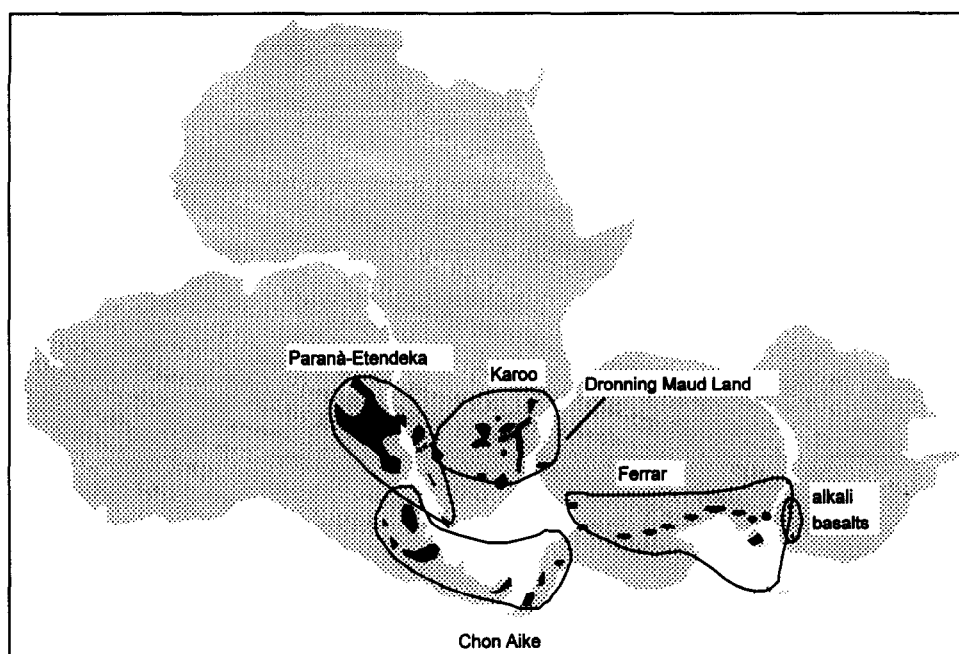 Paranà-Etendeka
Karoo
Dronning Maud Land
Ferrar
alkali
basalts
Chon Aike